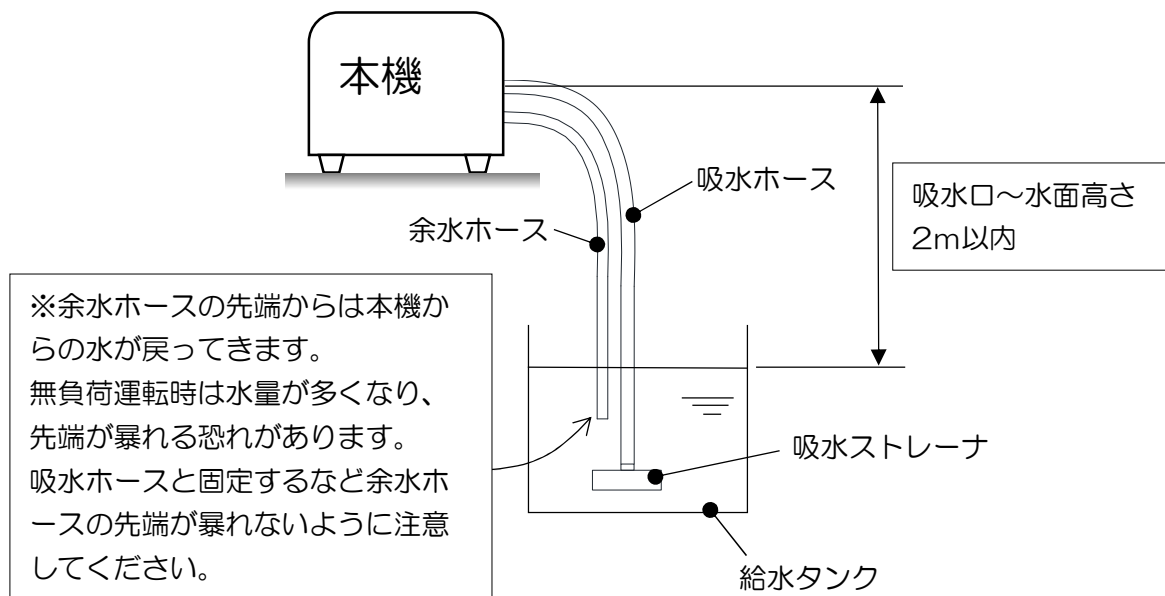 本機
吸水ホース
余水ホース
吸水口～水面高さ
2m以内
※余水ホースの先端からは本機か
らの水が戻ってきます。
無負荷運転時は水量が多くなり、
先端が暴れる恐れがあります。
吸水ホースと固定するなど余水ホ
ースの先端が暴れないように注意
してください。
吸水ストレーナ
給水タンク